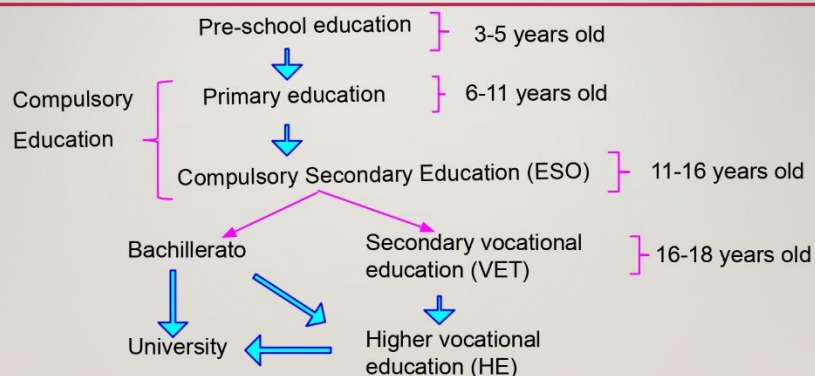 Pre-school education
3-5 years old
Compulsory
Education
Primary education
6-11 years old
Compulsory Secondary Education (ESO)
11-16 years old
Bachillerato
Secondary vocational
education (VET)
16-18 years old
University
Higher vocational
education (HE)